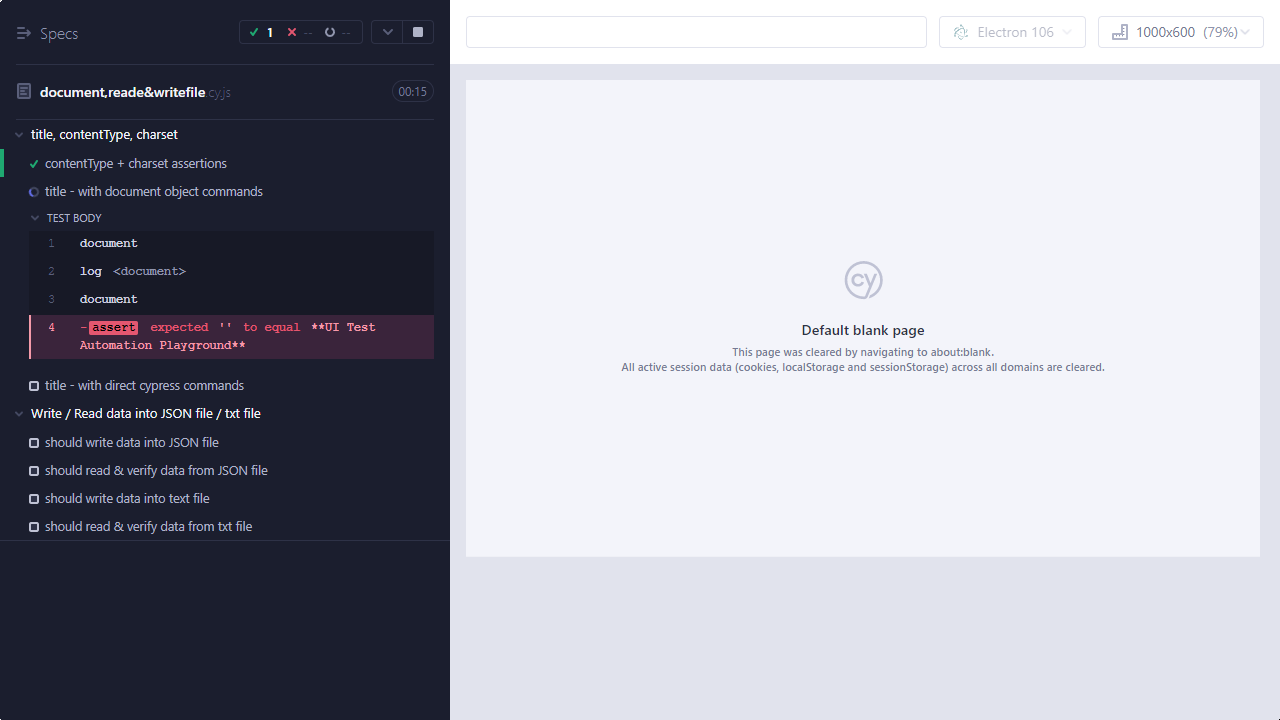 Specs
1 -- --
document,reade&writefile.cy.js
00:15
title, contentType, charset
contentType + charset assertions
title - with document object commands
TEST BODY
1 document
2 log <document>
3 document
4 -assert expected '' to equal **UI Test
Automation Playground**
title - with direct cypress commands
Write / Read data into JSON file / txt file
should write data into JSON file
should read & verify data from JSON file
should write data into text file
should read & verify data from txt file
Electron 106
1000x600 (79%)
cy
Default blank page
This page was cleared by navigating to about:blank.
All active session data (cookies, localStorage and sessionStorage) across all domains are cleared.